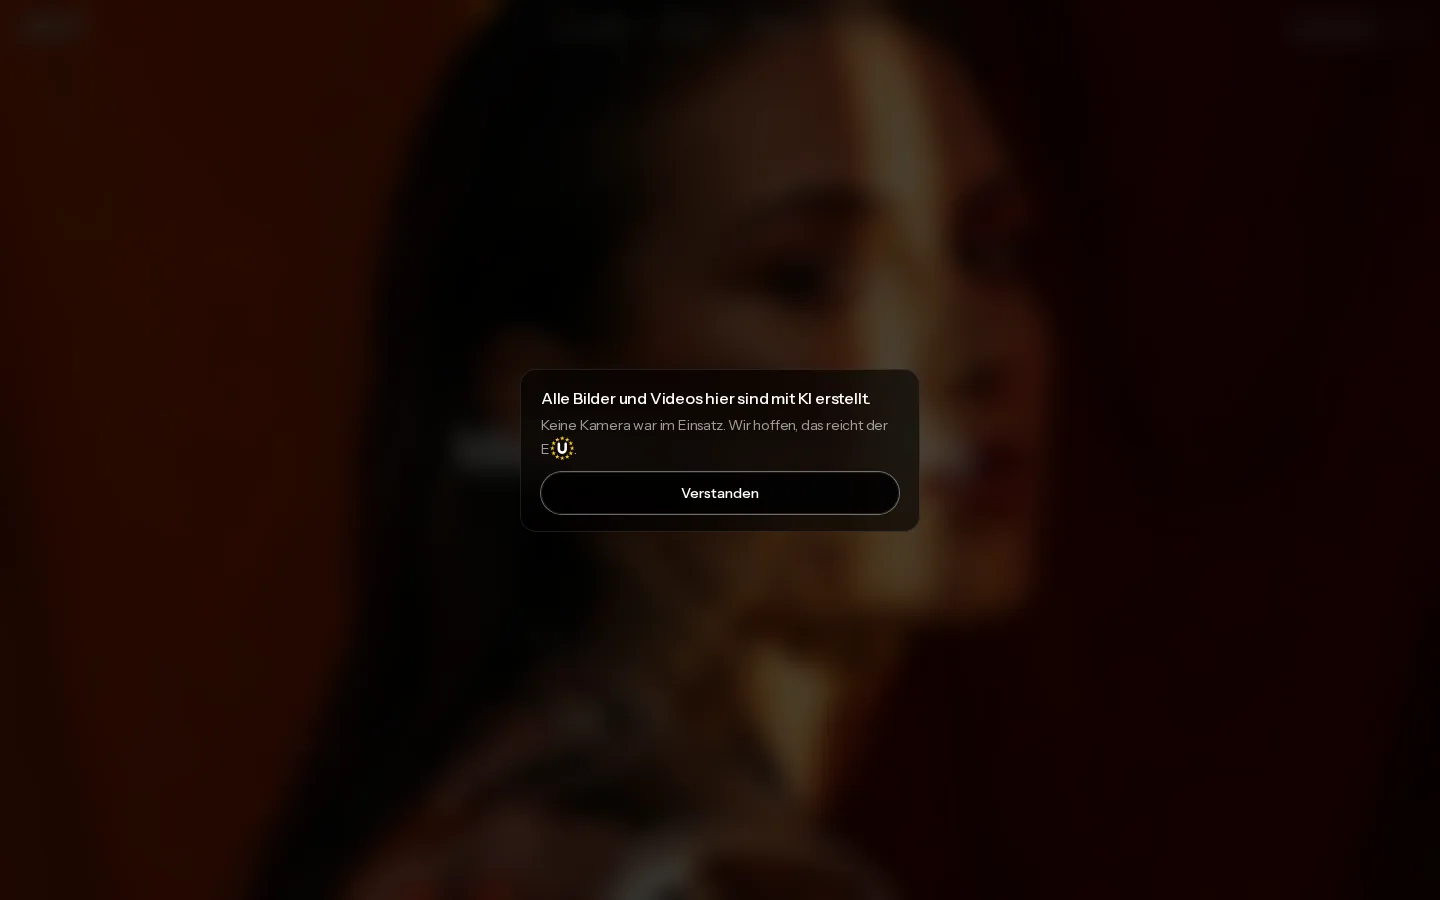 Alle Bilder und Videos hier sind mit KI erstellt.
Keine Kamera war im Einsatz. Wir hoffen, das reicht der
EU.
Verstanden